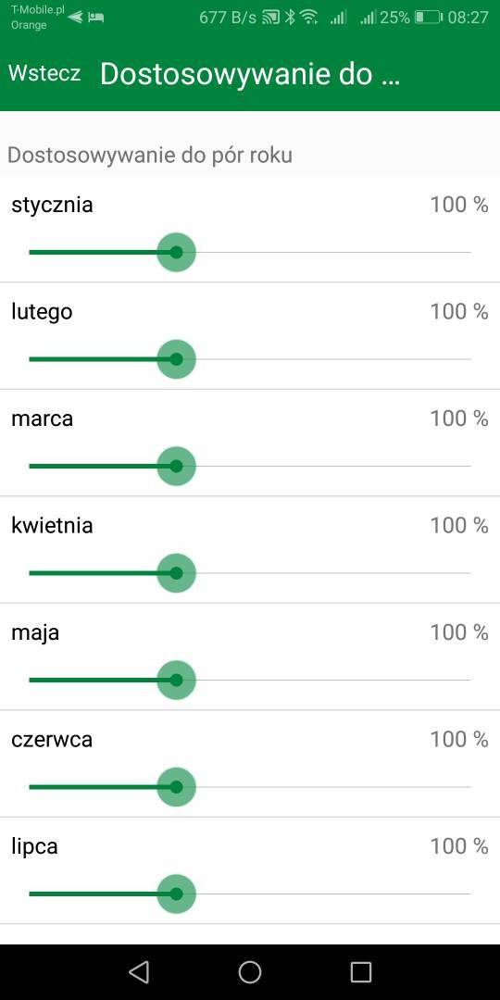 T-Mobile.pl
Orange
677 B/s 25% 08:27
Wstecz Dostosowywanie do ...
Dostosowywanie do pór roku
stycznia 100 %
lutego 100 %
marca 100 %
kwietnia 100 %
maja 100 %
czerwca 100 %
lipca 100 %